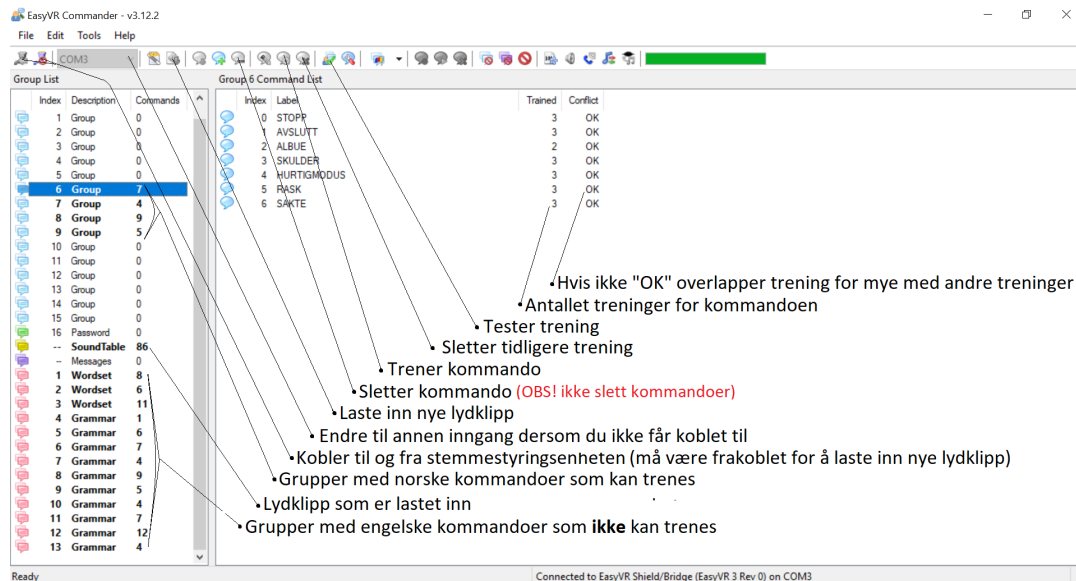 EasyVR Commander - v3.12.2
File Edit Tools Help
COM3
Group List
Index Description Commands
1 Group 0
2 Group 0
3 Group 0
4 Group 0
5 Group 0
6 Group 7
7 Group 4
8 Group 9
9 Group 5
10 Group 0
11 Group 0
12 Group 0
13 Group 0
14 Group 0
15 Group 0
16 Password 0
-- SoundTable 86
-- Messages 0
1 Wordset 8
2 Wordset 6
3 Wordset 11
4 Grammar 1
5 Grammar 6
6 Grammar 7
7 Grammar 4
8 Grammar 9
9 Grammar 5
10 Grammar 4
11 Grammar 7
12 Grammar 12
13 Grammar 4
Group 6 Command List
Index Label Trained Conflict
0 STOPP 3 OK
1 AVSLUTT 3 OK
2 ALBUE 2 OK
3 SKULDER 3 OK
4 HURTIGMODUS 3 OK
5 RASK 3 OK
6 SAKTE 3 OK
Hvis ikke "OK" overlapper trening for mye med andre treninger
Antallet treninger for kommandoen
Tester trening
Sletter tidligere trening
Trener kommando
Sletter kommando (OBS! ikke slett kommandoer)
Laste inn nye lydklipp
Endre til annen inngang dersom du ikke får koblet til
Kobler til og fra stemmestyringsenheten (må være frakoblet for å laste inn nye lydklipp)
Grupper med norske kommandoer som kan trenes
Lydklipp som er lastet inn
Grupper med engelske kommandoer som ikke kan trenes
Ready
Connected to EasyVR Shield/Bridge (EasyVR 3 Rev 0) on COM3